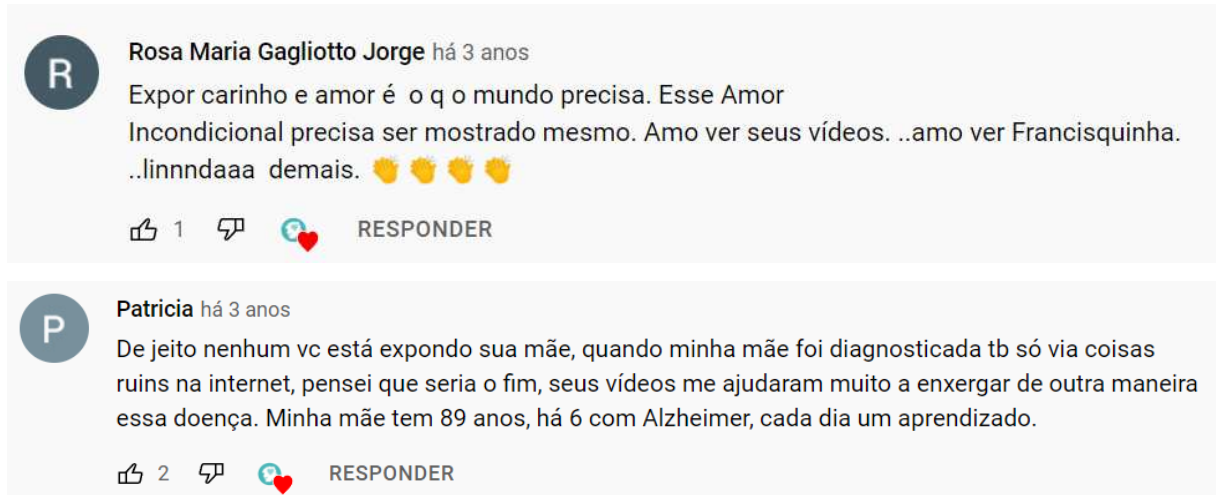 R
Rosa Maria Gagliotto Jorge há 3 anos
Expor carinho e amor é o q o mundo precisa. Esse Amor
Incondicional precisa ser mostrado mesmo. Amo ver seus vídeos. ..amo ver Francisquinha.
..linnndaaa demais. 👏 👏 👏 👏
1 RESPONDER
P
Patricia há 3 anos
De jeito nenhum vc está expondo sua mãe, quando minha mãe foi diagnosticada tb só via coisas
ruins na internet, pensei que seria o fim, seus vídeos me ajudaram muito a enxergar de outra maneira
essa doença. Minha mãe tem 89 anos, há 6 com Alzheimer, cada dia um aprendizado.
2 RESPONDER